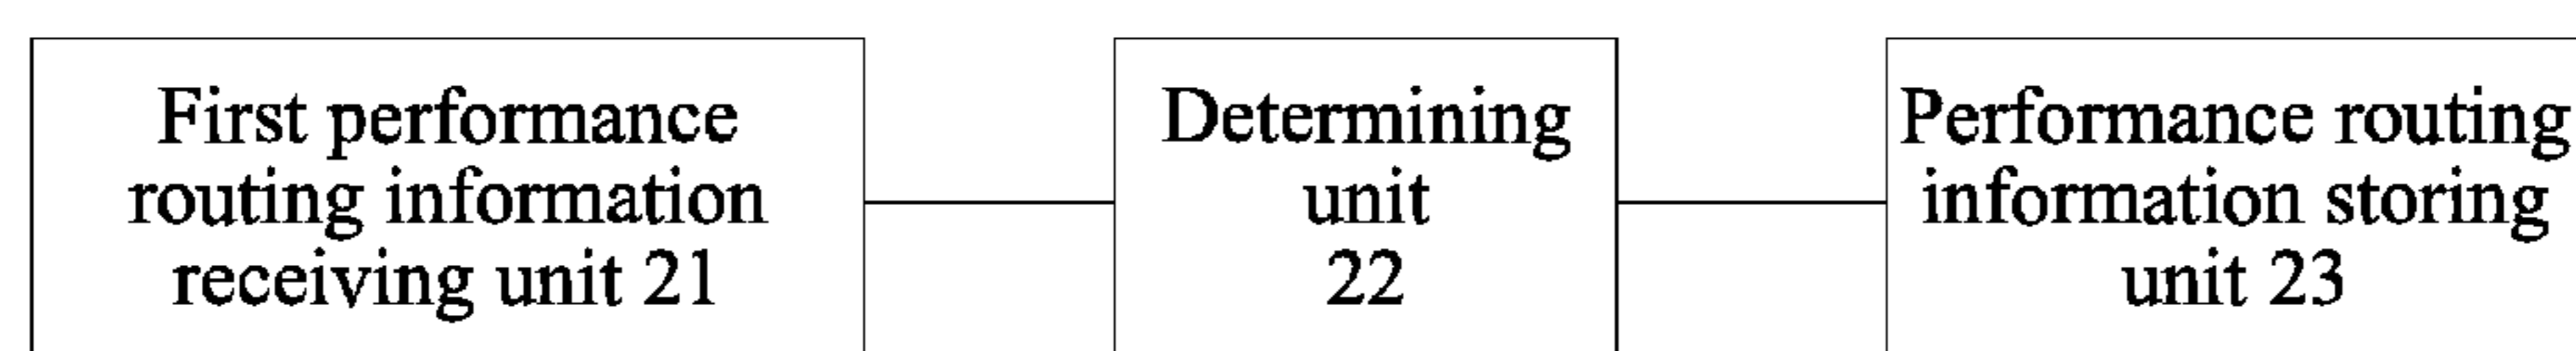 First performance
routing information
receiving unit 21
Determining
unit
22
Performance routing
information storing
unit 23